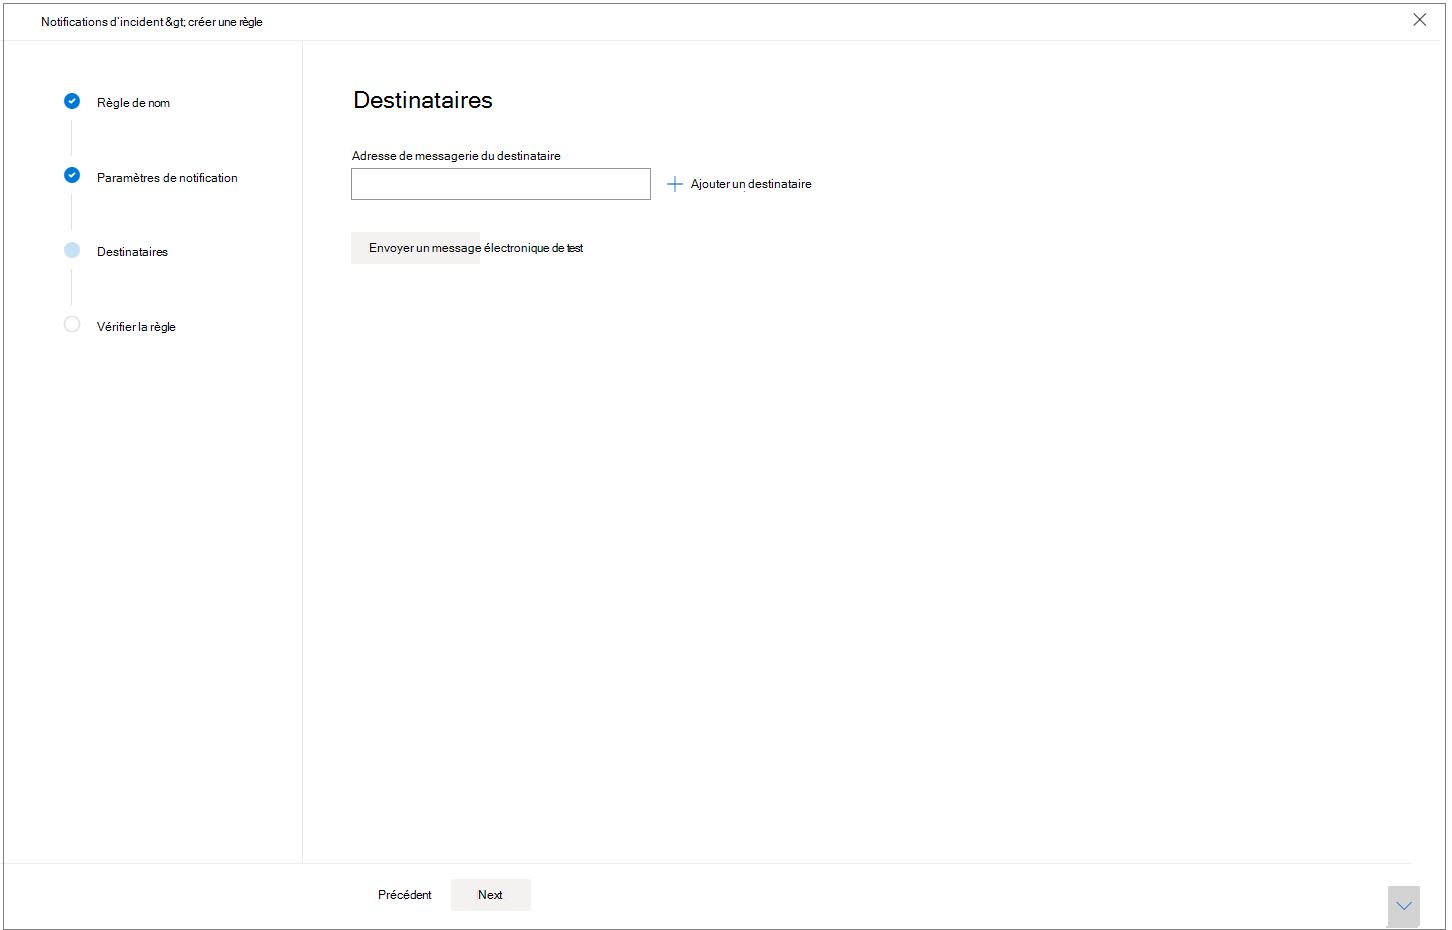 Notifications d'incident &gt; créer une règle
Règle de nom
Paramètres de notification
Destinataires
Vérifier la règle
Destinataires
Adresse de messagerie du destinataire
Ajouter un destinataire
Envoyer un message électronique de test
Précédent
Next